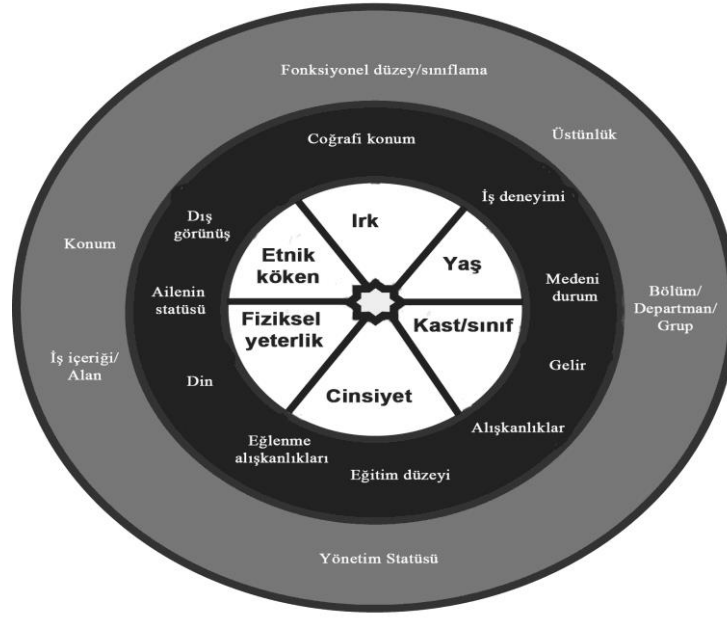 Fonksiyonel düzey/sınıflama
Üstünlük
Coğrafi konum
İş deneyimi
Dış
görünüş
Irk
Konum
Etnik
köken
Yaş
Ailenin
statüsü
Medeni
durum
Bölüm/
Departman/
Grup
Fiziksel
yeterlik
Kast/sınıf
İş içeriği/
Alan
Din
Gelir
Cinsiyet
Alışkanlıklar
Eğlenme
alışkanlıkları
Eğitim düzeyi
Yönetim Statüsü